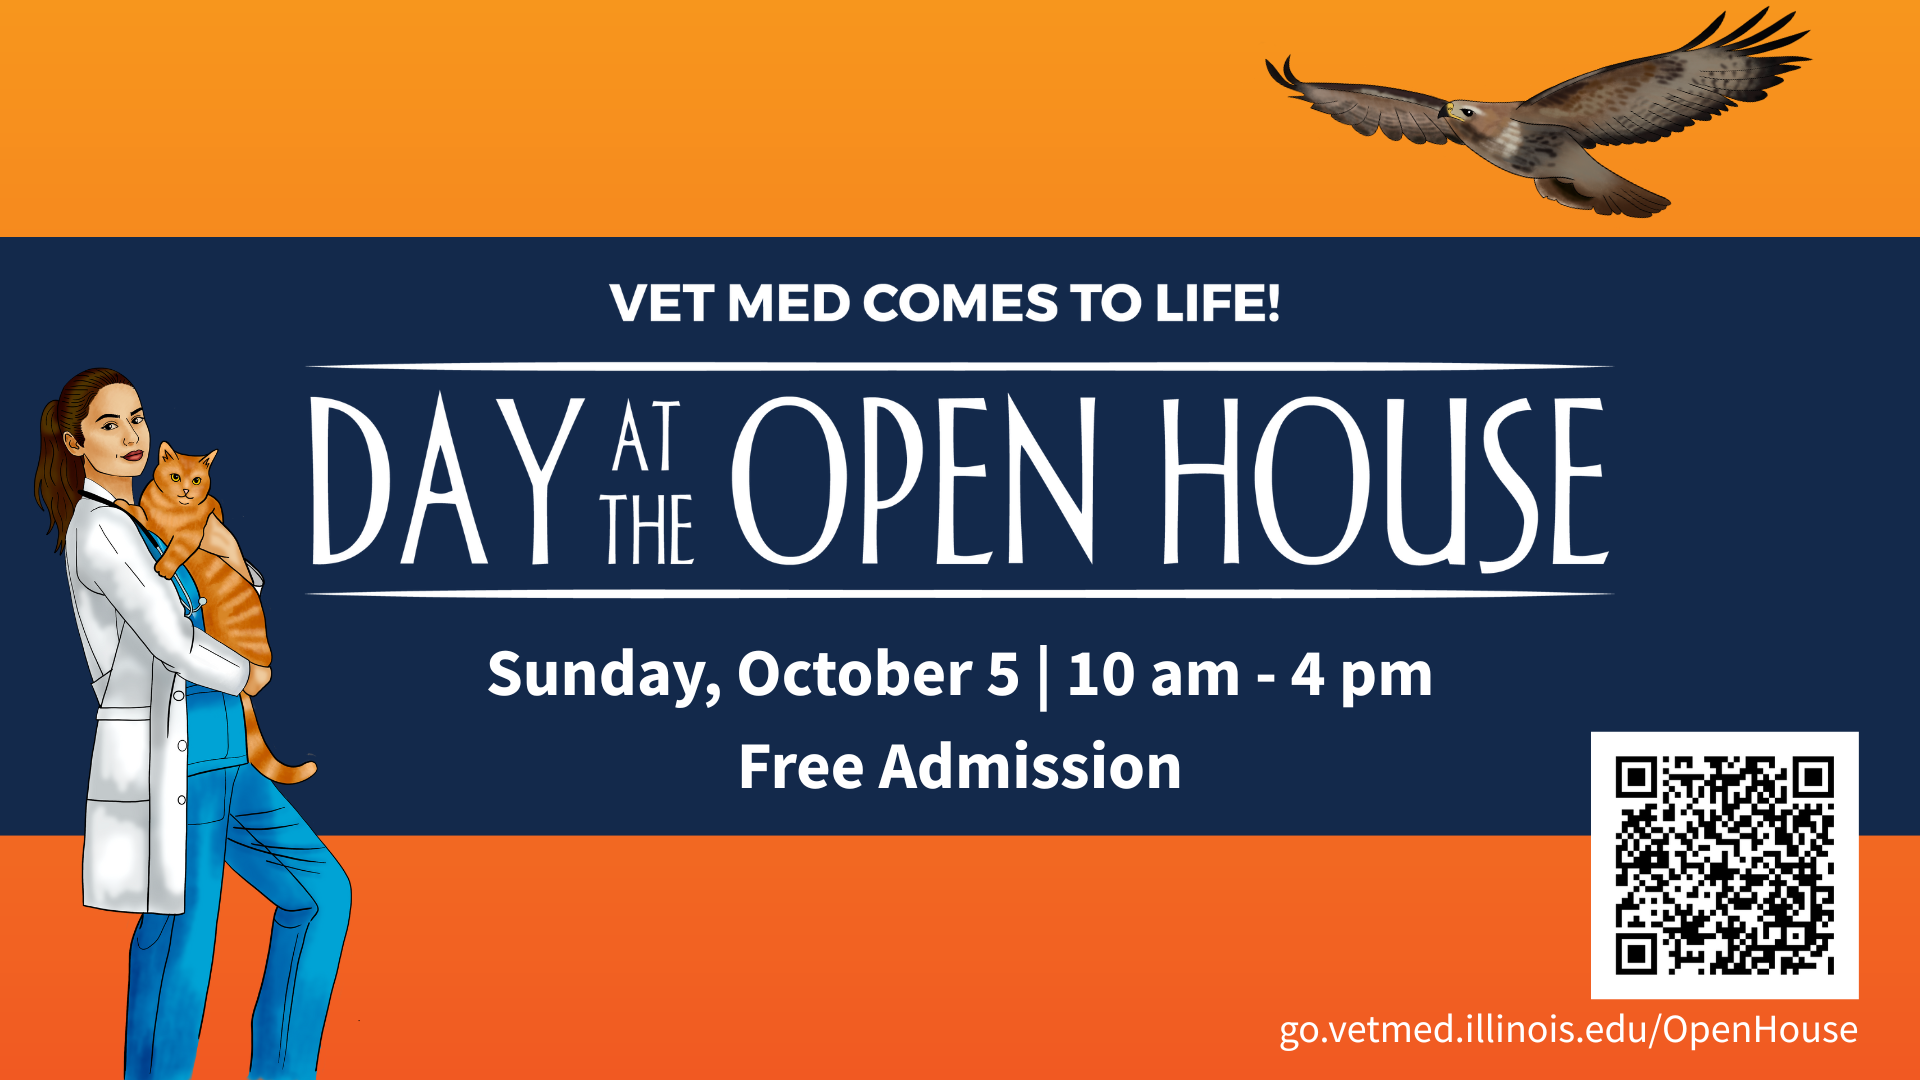 VET MED COMES TO LIFE!
DAY AT THE OPEN HOUSE
Sunday, October 5 | 10 am - 4 pm
Free Admission
go.vetmed.illinois.edu/OpenHouse